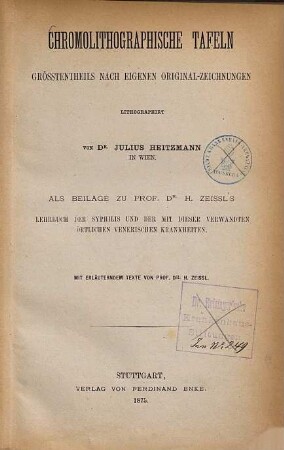 CHROMOLITHOGRAPHISCHE TAFELN
GRÖSSTENTHEILS NACH EIGENEN ORIGINAL-ZEICHNUNGEN
LITHOGRAPHIRT
VON DR. JULIUS HEITZMANN
IN WIEN.
ALS BEILAGE ZU PROF. DR. H. ZEISSL'S
LEHRBUCH DER SYPHILIS UND DER MIT DIESER VERWANDTEN
ÖRTLICHEN VENERISCHEN KRANKHEITEN.
MIT ERLÄUTERNDEM TEXTE VON PROF. DR. H. ZEISSL.
STUTTGART,
VERLAG VON FERDINAND ENKE.
1875.